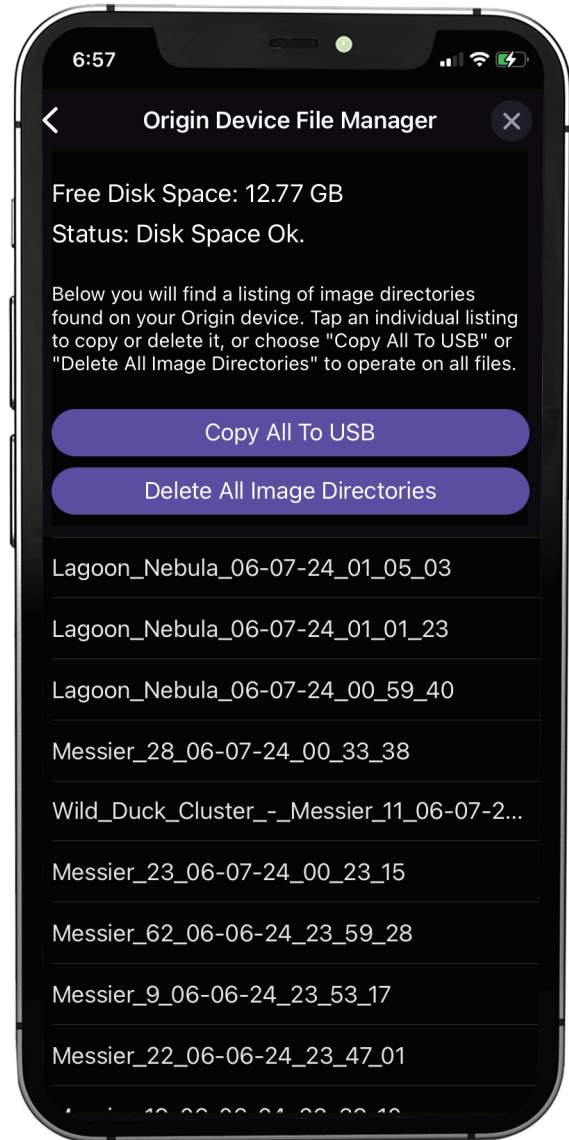 6:57
Origin Device File Manager
Free Disk Space: 12.77 GB
Status: Disk Space Ok.
Below you will find a listing of image directories
found on your Origin device. Tap an individual listing
to copy or delete it, or choose "Copy All To USB" or
"Delete All Image Directories" to operate on all files.
Copy All To USB
Delete All Image Directories
Lagoon_Nebula_06-07-24_01_05_03
Lagoon_Nebula_06-07-24_01_01_23
Lagoon_Nebula_06-07-24_00_59_40
Messier_28_06-07-24_00_33_38
Wild_Duck_Cluster_-_Messier_11_06-07-2...
Messier_23_06-07-24_00_23_15
Messier_62_06-06-24_23_59_28
Messier_9_06-06-24_23_53_17
Messier_22_06-06-24_23_47_01